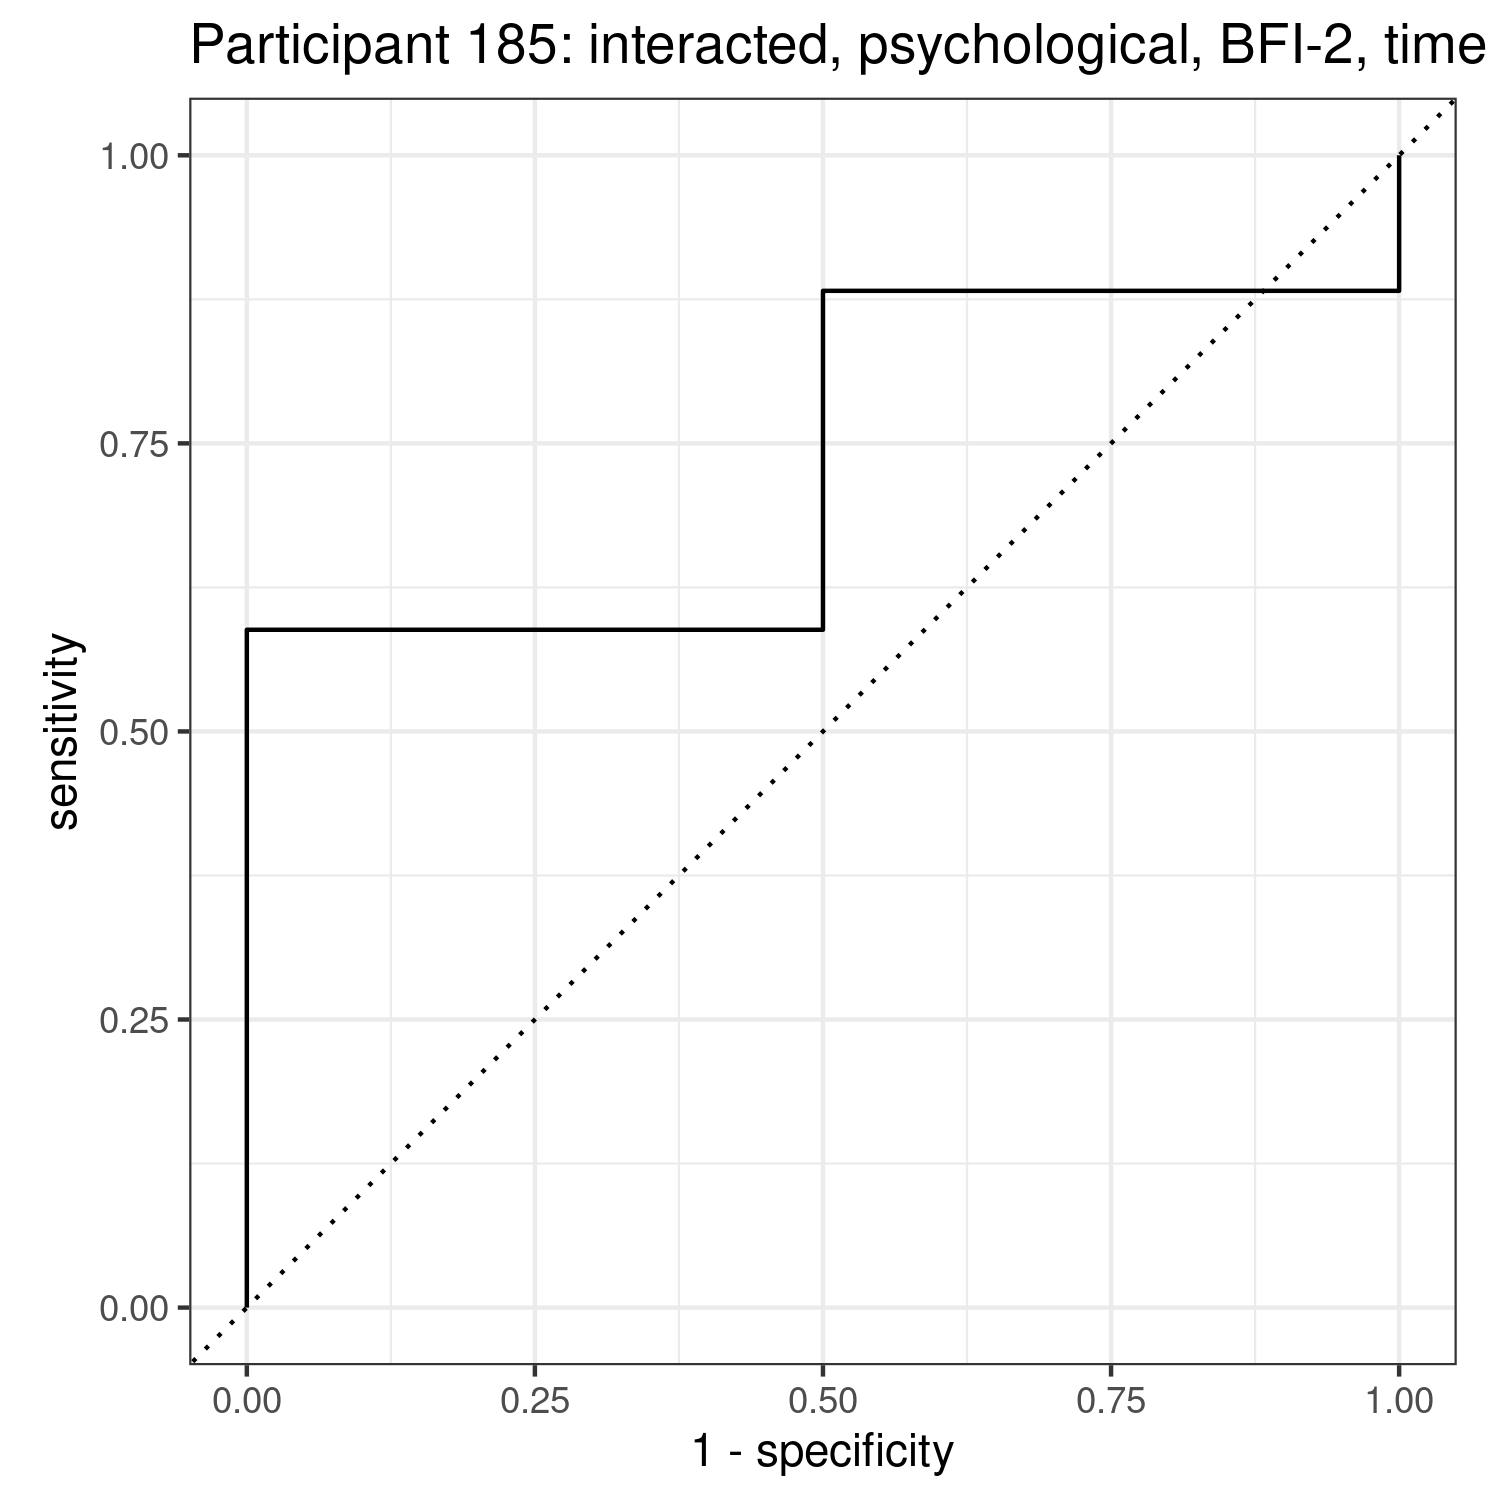 Participant 185: interacted, psychological, BFI-2, time
1.00
0.75
0.50
0.25
0.00
sensitivity
0.00 0.25 0.50 0.75 1.00
1 - specificity